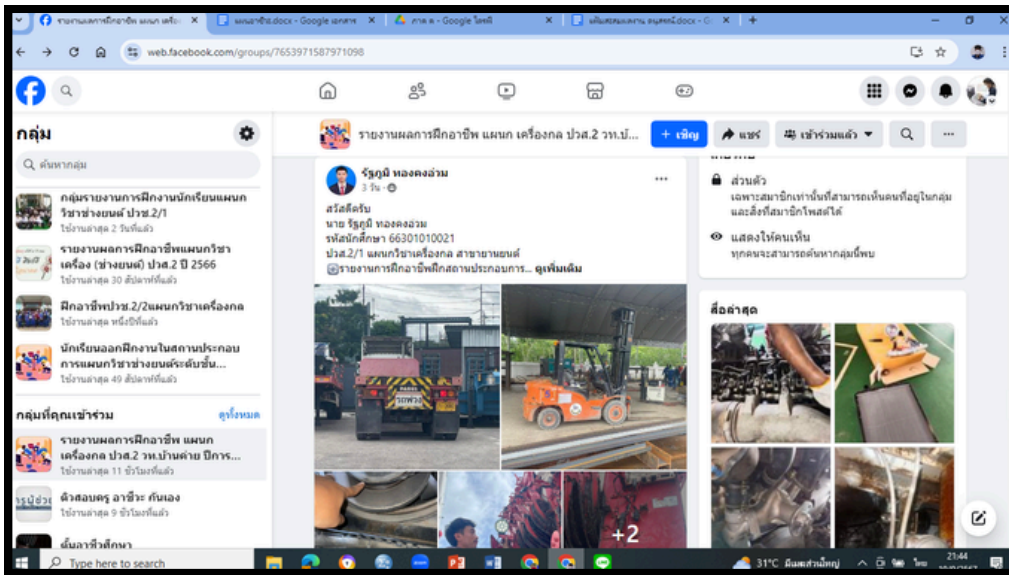 รายงานผลการฝึกอาชีพ แผนก เครื่อ
แผนอาชีพ.docx - Google เอกสาร
ภาค ค - Google ไดรฟ์
แฟ้มสะสมผลงาน
web.facebook.com/groups/7653971587971098
กลุ่ม
ค้นหากลุ่ม
กลุ่มรายงานการฝึกงานนักเรียนแผนก
วิชาช่างยนต์ ปวช.2/1
ใช้งานล่าสุด 2 วันที่แล้ว
รายงานผลการฝึกอาชีพแผนกวิชา
เครื่อง (ช่างยนต์) ปวส.2 ปี 2566
ใช้งานล่าสุด 30 สัปดาห์ที่แล้ว
ฝึกอาชีพปวช.2/2แผนกวิชาเครื่องกล
ใช้งานล่าสุด หนึ่งปีที่แล้ว
นักเรียนออกฝึกงานในสถานประกอบ
การแผนกวิชาช่างยนต์ระดับชั้น...
ใช้งานล่าสุด 49 สัปดาห์ที่แล้ว
กลุ่มที่คุณเข้าร่วม
ดูทั้งหมด
รายงานผลการฝึกอาชีพ แผนก
เครื่องกล ปวส.2 วท.บ้านค่าย ปีการ...
ใช้งานล่าสุด 11 ชั่วโมงที่แล้ว
ติวสอบครู อาชีวะ กันเอง
ใช้งานล่าสุด 9 ชั่วโมงที่แล้ว
Type here to search
รายงานผลการฝึกอาชีพ แผนก เครื่องกล ปวส.2 วท.บ้...
+ เชิญ
แชร์
เข้าร่วมแล้ว
รัฐภูมิ ทองคงอ่วม
3 วัน
สวัสดีครับ
นาย รัฐภูมิ ทองคงอ่วม
รหัสนักศึกษา 66301010021
ปวส.2/1 แผนกวิชาเครื่องกล สาขายานยนต์
รายงานการฝึกอาชีพฝึกสถานประกอบการ... ดูเพิ่มเติม
รถพ่วง
+2
ส่วนตัว
เฉพาะสมาชิกเท่านั้นที่สามารถเห็นคนที่อยู่ในกลุ่ม
และสิ่งที่สมาชิกโพสต์ได้
แสดงให้คนเห็น
ทุกคนจะสามารถค้นหากลุ่มนี้พบ
สื่อล่าสุด
31°C มีเมฆส่วนใหญ่
ไทย
21:44